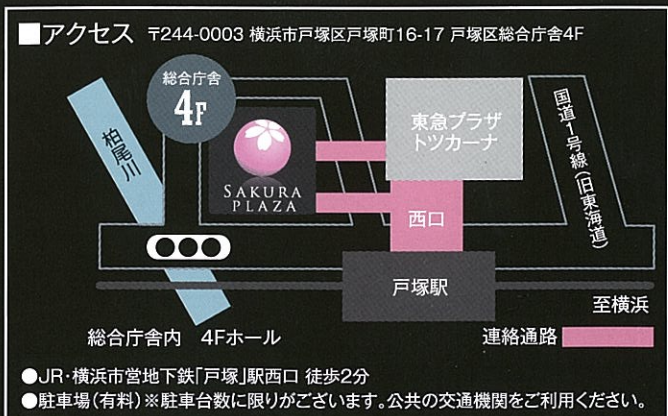 ■アクセス 〒244-0003 横浜市戸塚区戸塚町16-17 戸塚区総合庁舎4F
総合庁舎
4F
柏尾川
SAKURA
PLAZA
東急プラザ
トツカーナ
国道1号線(旧東海道)
西口
戸塚駅
至横浜
総合庁舎内 4Fホール
連絡通路
●JR・横浜市営地下鉄「戸塚」駅西口 徒歩2分
●駐車場(有料)※駐車台数に限りがございます。公共の交通機関をご利用ください。